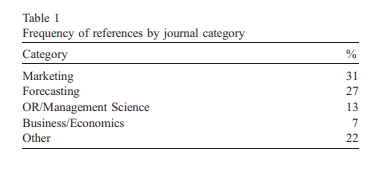 Table 1
Frequency of references by journal category
Category %
Marketing 31
Forecasting 27
OR/Management Science 13
Business/Economics 7
Other 22